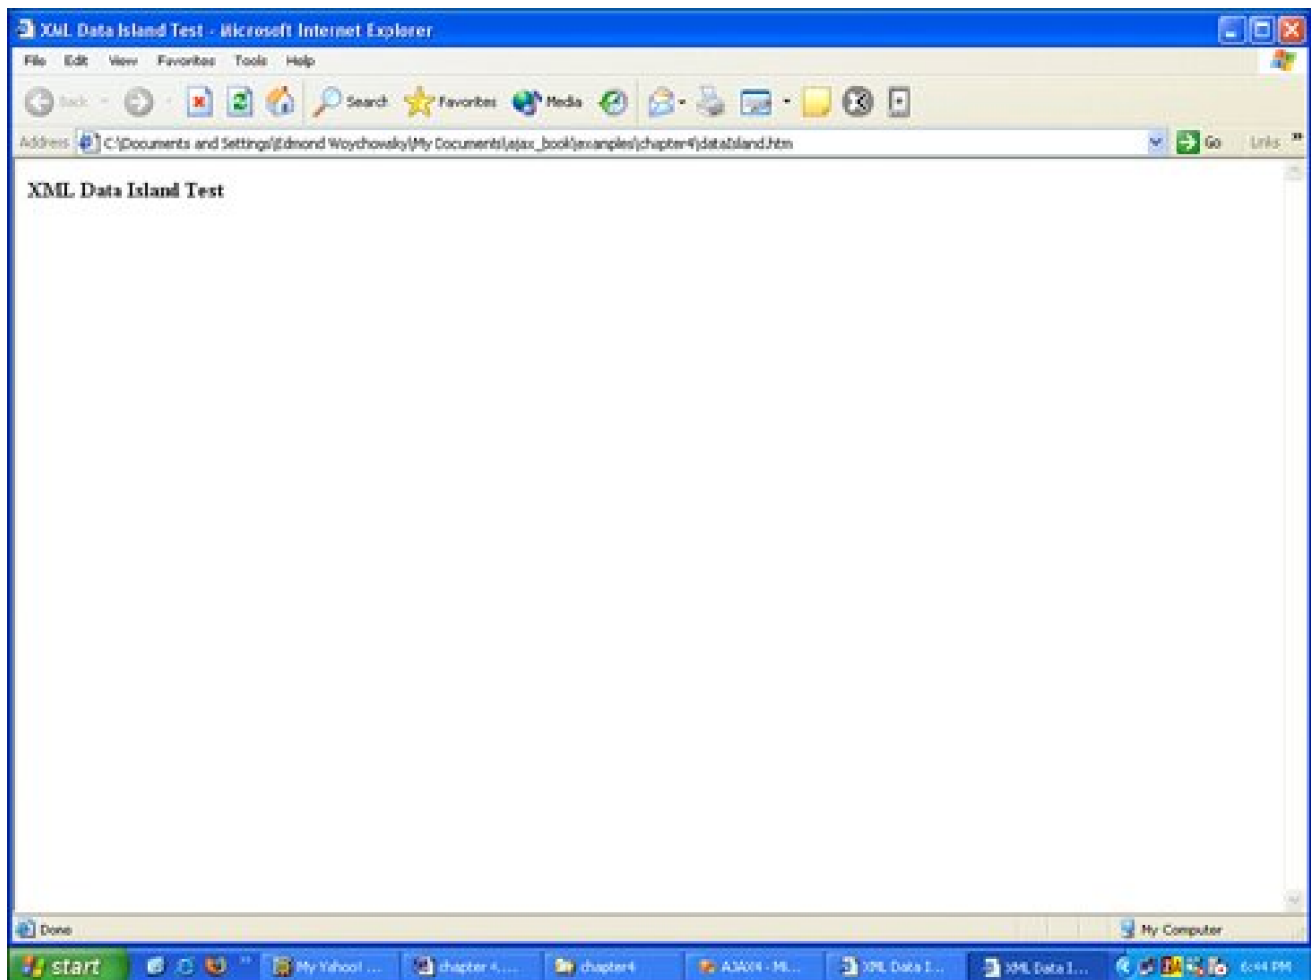 XML Data Island Test - Microsoft Internet Explorer
File Edit View Favorites Tools Help
Back Search Favorites Media
Address C:\Documents and Settings\Edmond Woychowsky\My Documents\ajax_book\examples\chapter4\dataIsland.htm Go Links »
XML Data Island Test
Done My Computer
start » My Yahoo! ... chapter 4, ... chapter4 AJAX4 - Mi... XML Data I... XML Data I... 6:44 PM